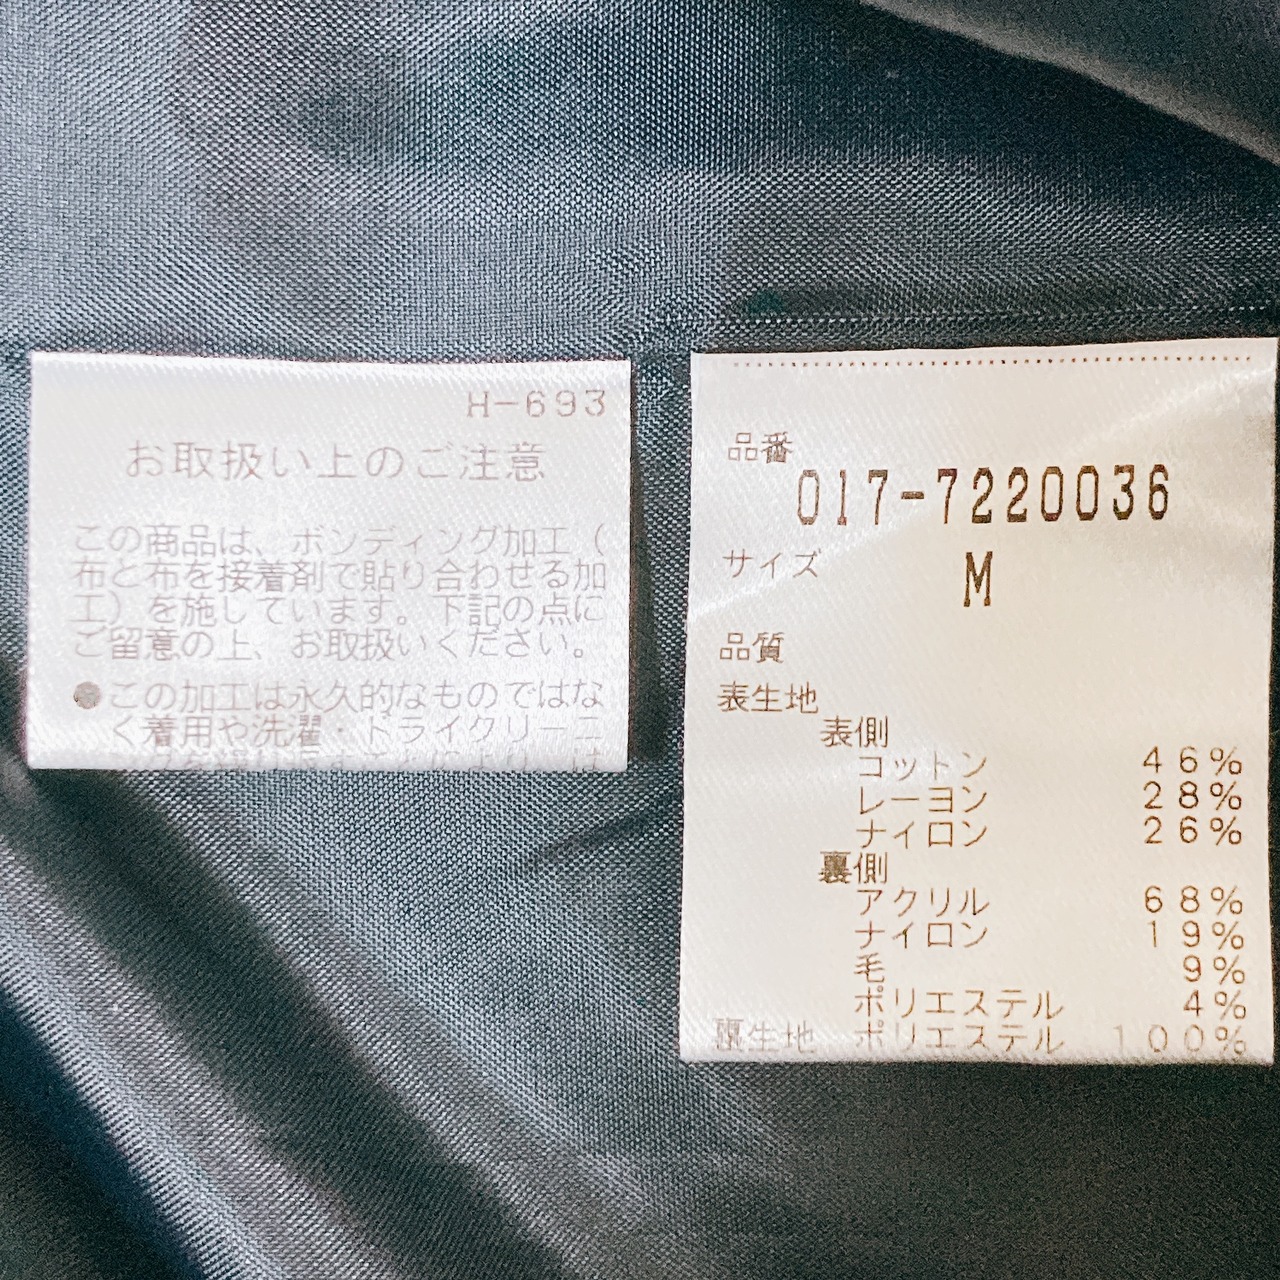 H-693
お取扱い上のご注意
この商品は、ボンディング加工(
布と布を接着剤で貼り合わせる加
工)を施しています。下記の点に
ご留意の上、お取扱いください。
●この加工は永久的なものではな
く着用や洗濯・ドライクリーニ
品番
017-7220036
サイズ M
品質
表生地
表側
コットン 46%
レーヨン 28%
ナイロン 26%
裏側
アクリル 68%
ナイロン 19%
毛 9%
ポリエステル 4%
裏生地 ポリエステル 100%